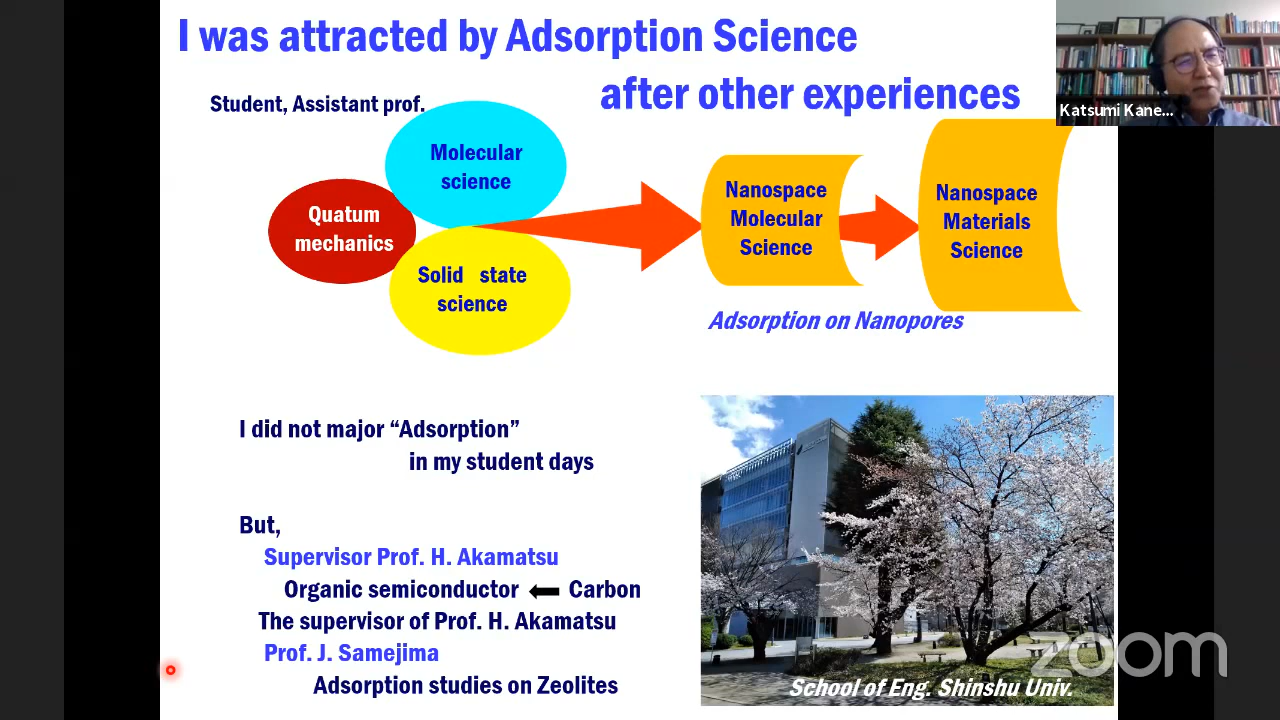 I was attracted by Adsorption Science
after other experiences
Katsumi Kane...
Student, Assistant prof.
Molecular
science
Quatum
mechanics
Solid state
science
Nanospace
Molecular
Science
Nanospace
Materials
Science
Adsorption on Nanopores
I did not major “Adsorption”
in my student days
But,
Supervisor Prof. H. Akamatsu
Organic semiconductor Carbon
The supervisor of Prof. H. Akamatsu
Prof. J. Samejima
Adsorption studies on Zeolites
School of Eng. Shinshu Univ.
zoom